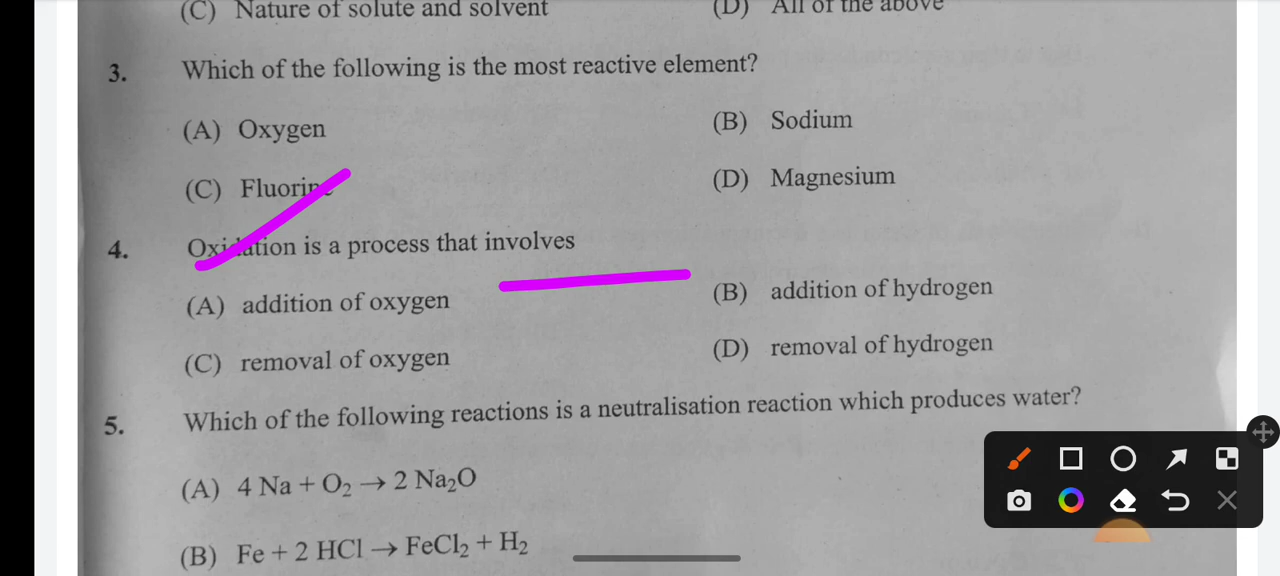 (C) Nature of solute and solvent (D) All of the above
3. Which of the following is the most reactive element?
(A) Oxygen (B) Sodium
(C) Fluorine (D) Magnesium
4. Oxidation is a process that involves
(A) addition of oxygen (B) addition of hydrogen
(C) removal of oxygen (D) removal of hydrogen
5. Which of the following reactions is a neutralisation reaction which produces water?
(A) 4 Na + O₂ → 2 Na₂O
(B) Fe + 2 HCl → FeCl₂ + H₂